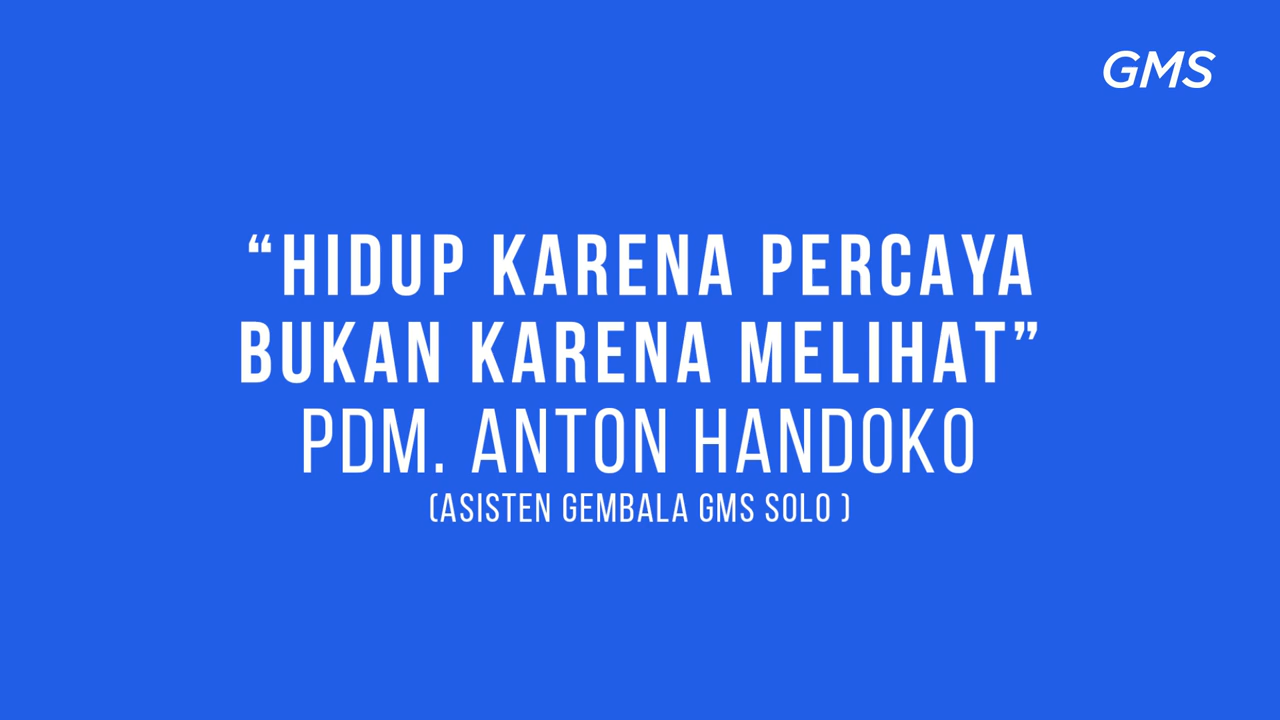 GMS
“HIDUP KARENA PERCAYA
BUKAN KARENA MELIHAT”
PDM. ANTON HANDOKO
(ASISTEN GEMBALA GMS SOLO )